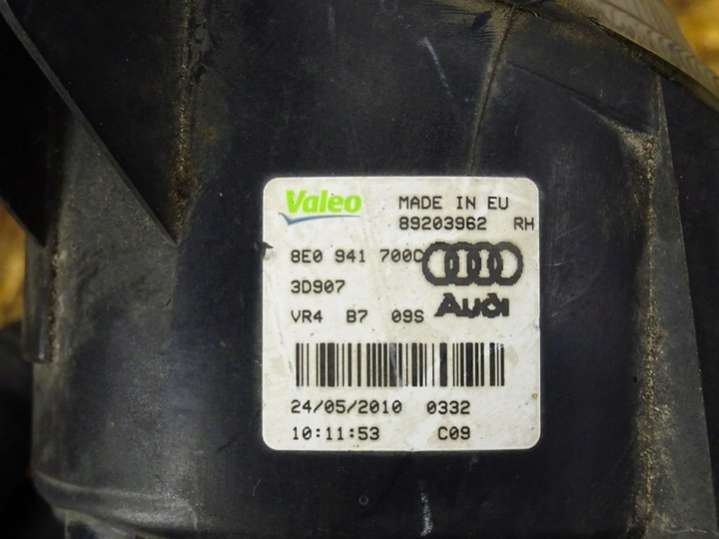 Valeo MADE IN EU
89203962 RH
8E0 941 700C
3D907
Audi
VR4 B7 09S
24/05/2010 0332
10:11:53 C09